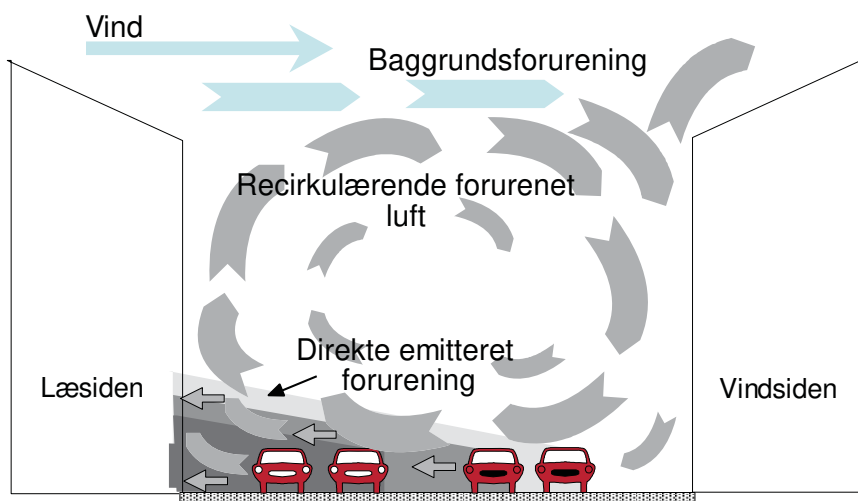 Vind
Baggrundsforurening
Recirkulærende forurenet
luft
Direkte emitteret
forurening
Læsiden
Vindsiden